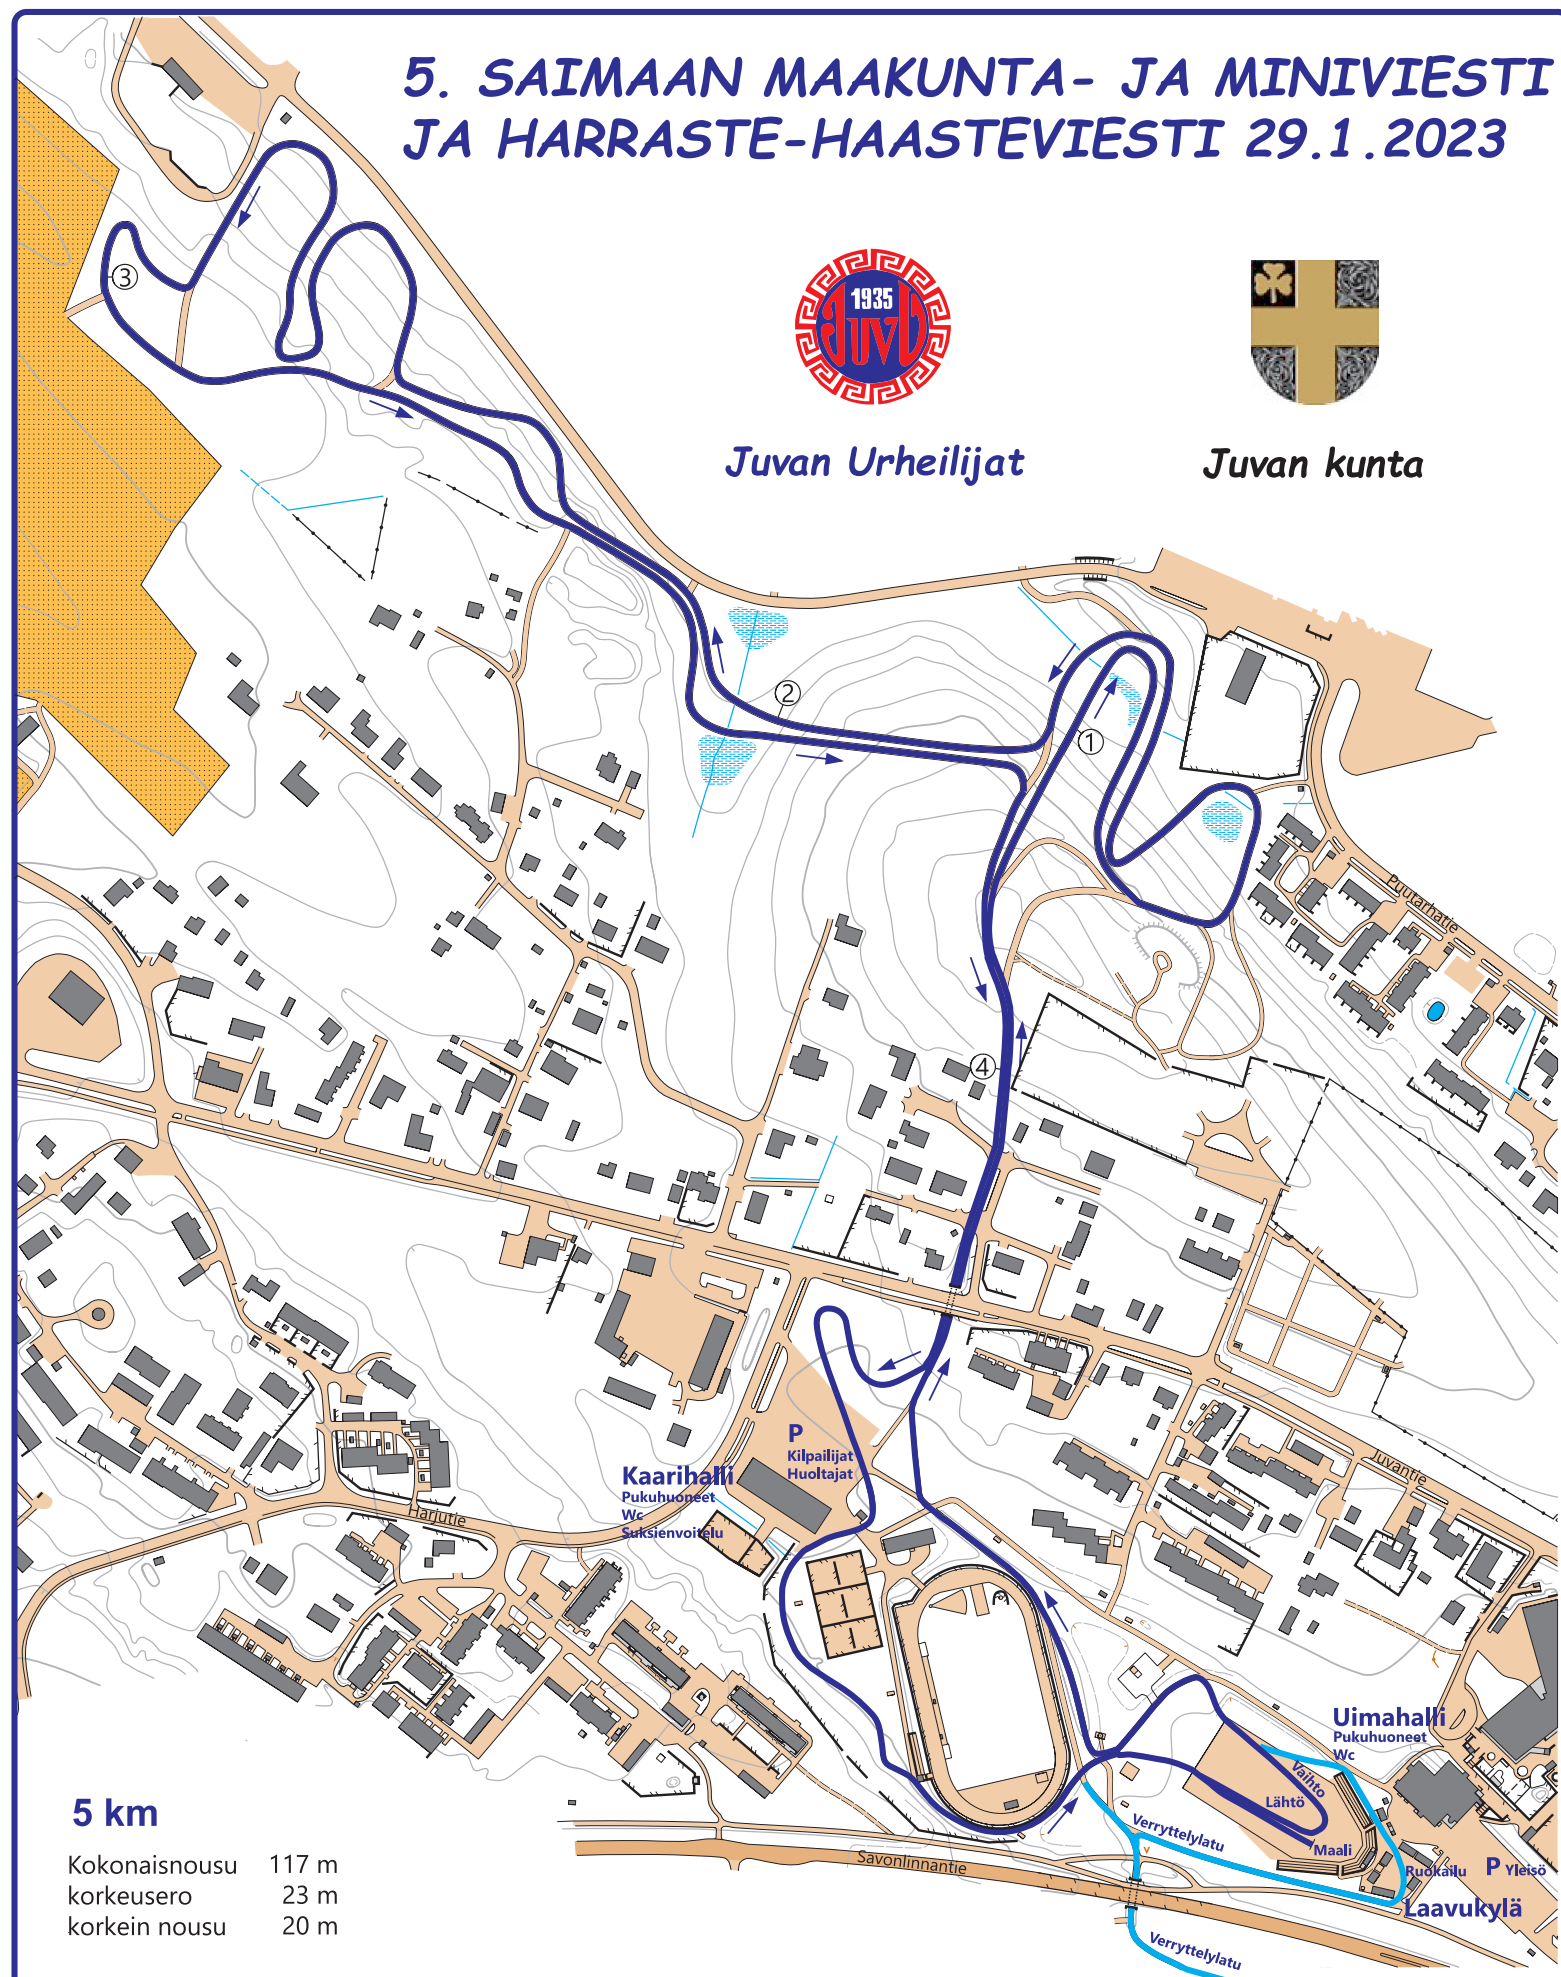 5. SAIMAAN MAAKUNTA- JA MINIVIESTI
JA HARRASTE-HAASTEVIESTI 29.1.2023
1935
JUVA
Juvan Urheilijat
Juvan kunta
3
2
1
Puutarhatie
4
P
Kilpailijat
Huoltajat
Kaarihalli
Pukuhuoneet
Wc
Suksienvoitelu
Harjutie
Juvantie
Uimahalli
Pukuhuoneet
Wc
Vaihto
Lähtö
Maali
Verryttelylatu
Savonlinnantie
Ruokailu
P Yleisö
Laavukylä
Verryttelylatu
5 km
Kokonaisnousu 117 m
korkeusero 23 m
korkein nousu 20 m